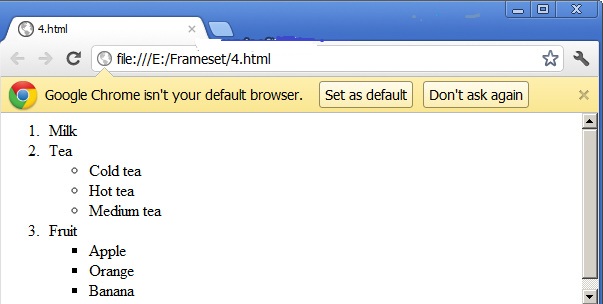 4.html
file:///E:/Frameset/4.html
Google Chrome isn't your default browser. Set as default Don't ask again
1. Milk
2. Tea
Cold tea
Hot tea
Medium tea
3. Fruit
Apple
Orange
Banana